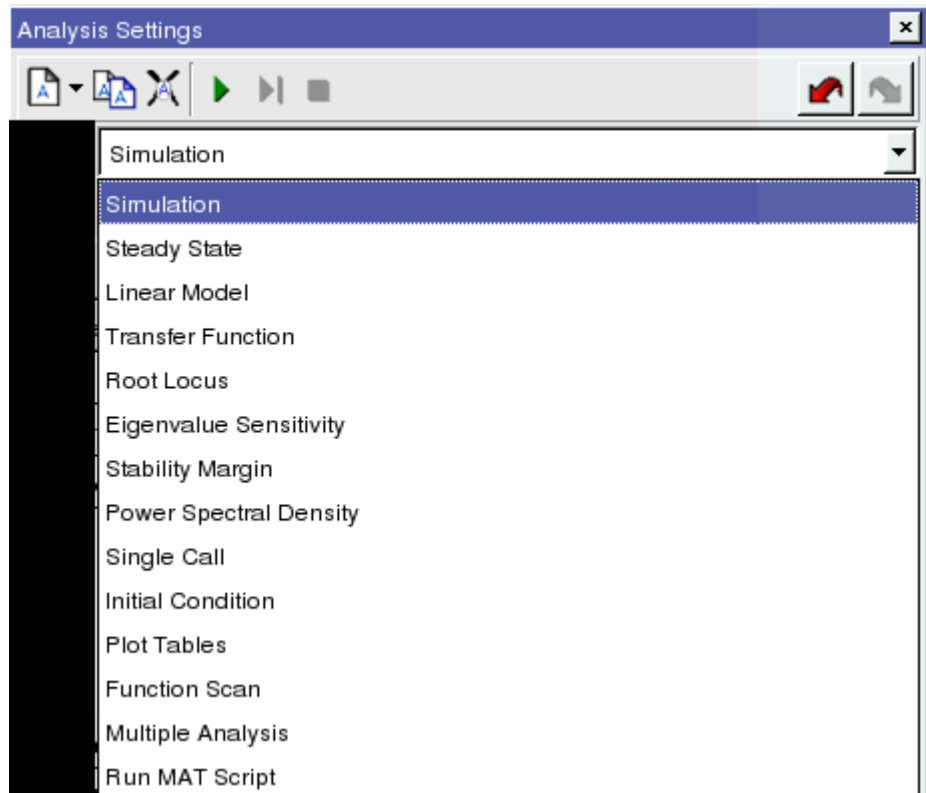 Analysis Settings
Simulation
Simulation
Steady State
Linear Model
Transfer Function
Root Locus
Eigenvalue Sensitivity
Stability Margin
Power Spectral Density
Single Call
Initial Condition
Plot Tables
Function Scan
Multiple Analysis
Run MAT Script